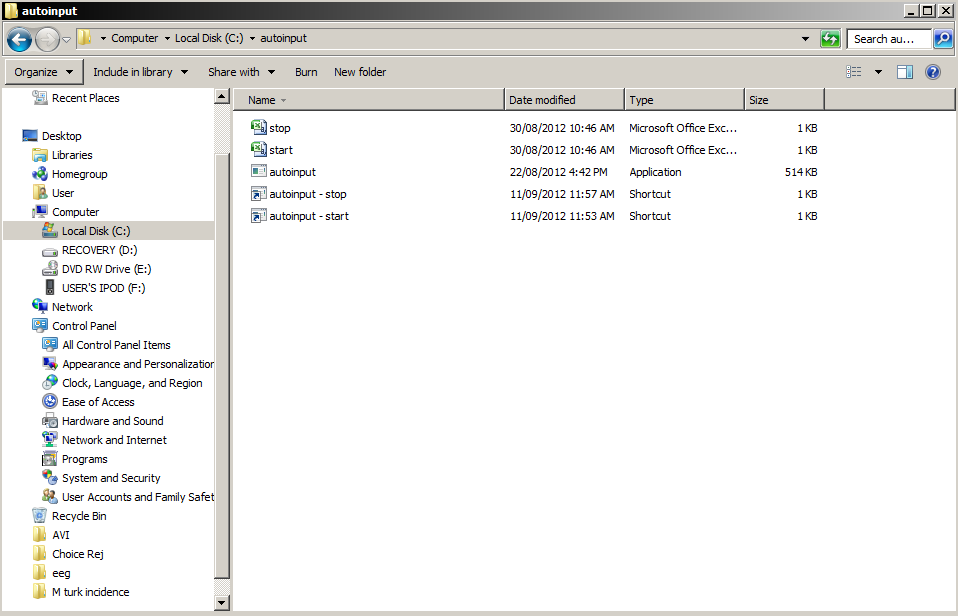 autoinput
Computer Local Disk (C:) autoinput Search au...
Organize Include in library Share with Burn New folder
Recent Places
Desktop
Libraries
Homegroup
User
Computer
Local Disk (C:)
RECOVERY (D:)
DVD RW Drive (E:)
USER'S IPOD (F:)
Network
Control Panel
All Control Panel Items
Appearance and Personalization
Clock, Language, and Region
Ease of Access
Hardware and Sound
Network and Internet
Programs
System and Security
User Accounts and Family Safet
Recycle Bin
AVI
Choice Rej
eeg
M turk incidence
Name Date modified Type Size
stop 30/08/2012 10:46 AM Microsoft Office Exc... 1 KB
start 30/08/2012 10:46 AM Microsoft Office Exc... 1 KB
autoinput 22/08/2012 4:42 PM Application 514 KB
autoinput - stop 11/09/2012 11:57 AM Shortcut 1 KB
autoinput - start 11/09/2012 11:53 AM Shortcut 1 KB